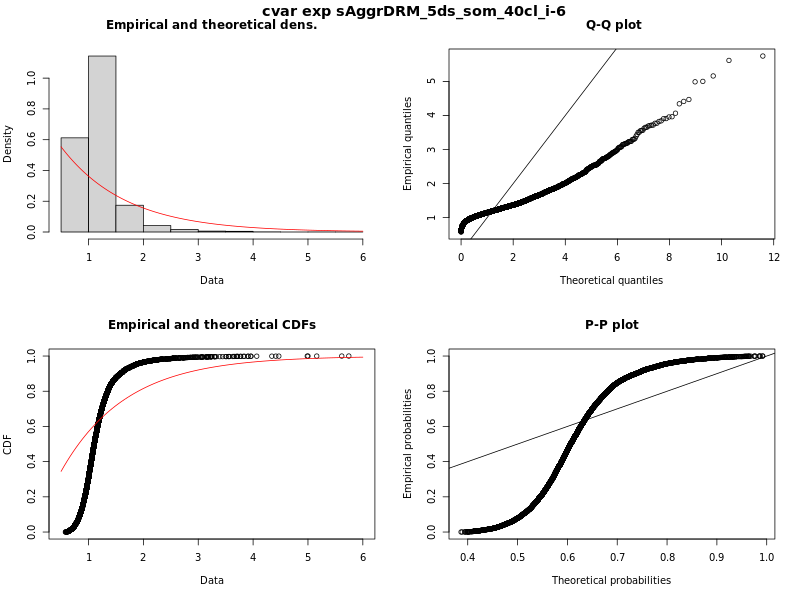 cvar exp sAggrDRM_5ds_som_40cl_i-6
Empirical and theoretical dens.
Density
0.0 0.2 0.4 0.6 0.8 1.0
1 2 3 4 5 6
Data
Q-Q plot
Empirical quantiles
1 2 3 4 5
0 2 4 6 8 10 12
Theoretical quantiles
Empirical and theoretical CDFs
CDF
0.0 0.2 0.4 0.6 0.8 1.0
1 2 3 4 5 6
Data
P-P plot
Empirical probabilities
0.0 0.2 0.4 0.6 0.8 1.0
0.4 0.5 0.6 0.7 0.8 0.9 1.0
Theoretical probabilities